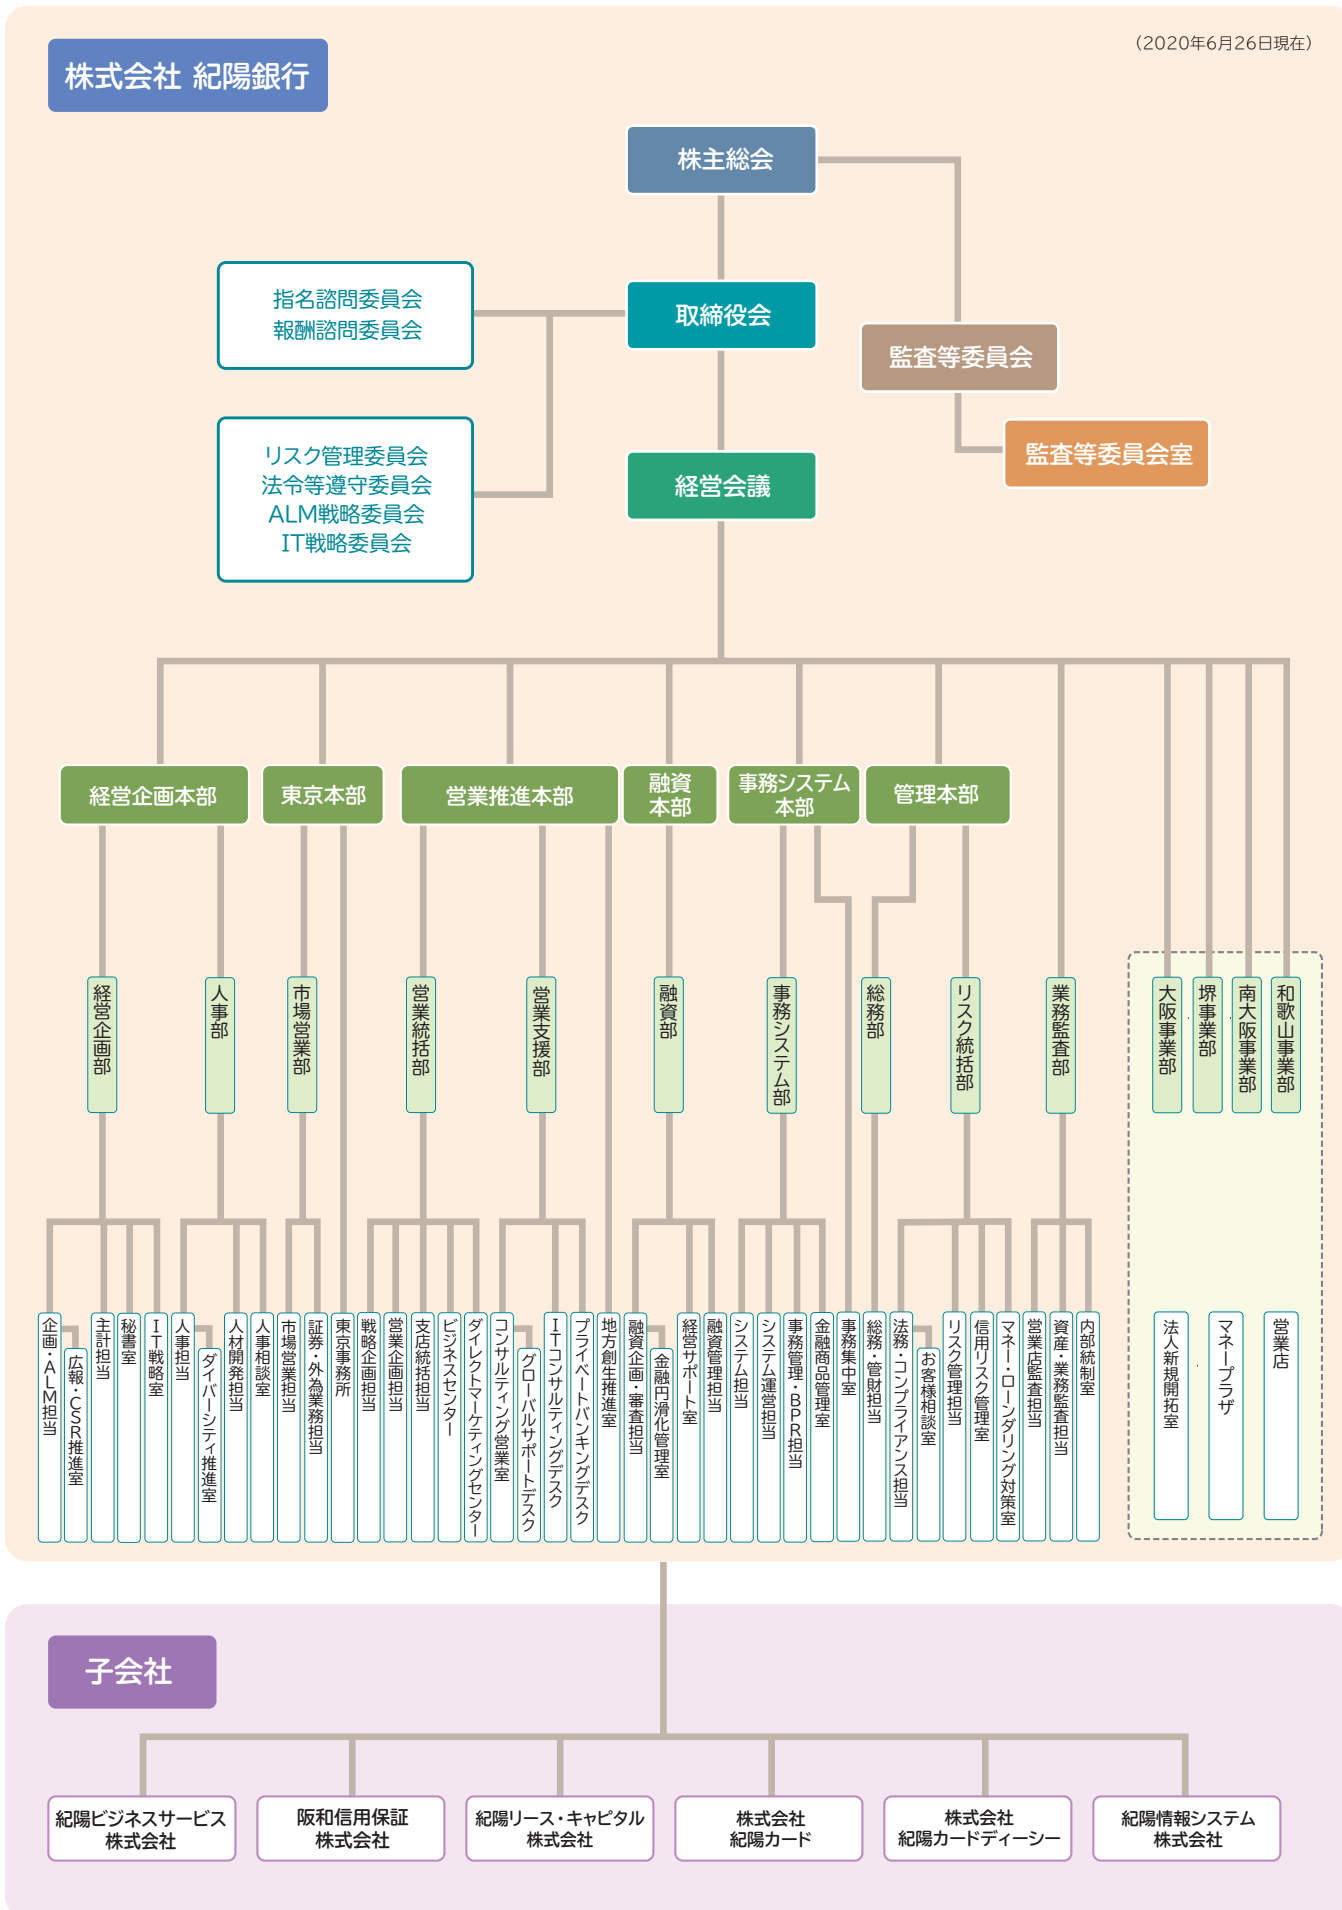 (2020年6月26日現在)
株式会社 紀陽銀行
株主総会
指名諮問委員会
報酬諮問委員会
取締役会
監査等委員会
監査等委員会室
リスク管理委員会
法令等遵守委員会
ALM戦略委員会
IT戦略委員会
経営会議
経営企画本部
東京本部
営業推進本部
融資
本部
事務システム
本部
管理本部
経営企画部
人事部
市場営業部
営業統括部
営業支援部
融資部
事務システム部
総務部
リスク統括部
業務監査部
大阪事業部
堺事業部
南大阪事業部
和歌山事業部
企画・ALM担当
広報・CSR推進室
主計担当
秘書室
IT戦略室
人事担当
ダイバーシティ推進室
人材開発担当
人事相談室
市場営業担当
証券・外為業務担当
東京事務所
戦略企画担当
営業企画担当
支店統括担当
ビジネスセンター
ダイレクトマーケティングセンター
コンサルティング営業室
グローバルサポートデスク
ITコンサルティングデスク
プライベートバンキングデスク
地方創生推進室
融資企画・審査担当
金融円滑化管理室
経営サポート室
融資管理担当
システム担当
システム運営担当
事務管理・BPR担当
金融商品管理室
事務集中室
総務・管財担当
法務・コンプライアンス担当
お客様相談室
リスク管理担当
信用リスク管理室
マネー・ローンダリング対策室
営業店監査担当
資産・業務監査担当
内部統制室
法人新規開拓室
マネープラザ
営業店
子会社
紀陽ビジネスサービス
株式会社
阪和信用保証
株式会社
紀陽リース・キャピタル
株式会社
株式会社
紀陽カード
株式会社
紀陽カードディーシー
紀陽情報システム
株式会社